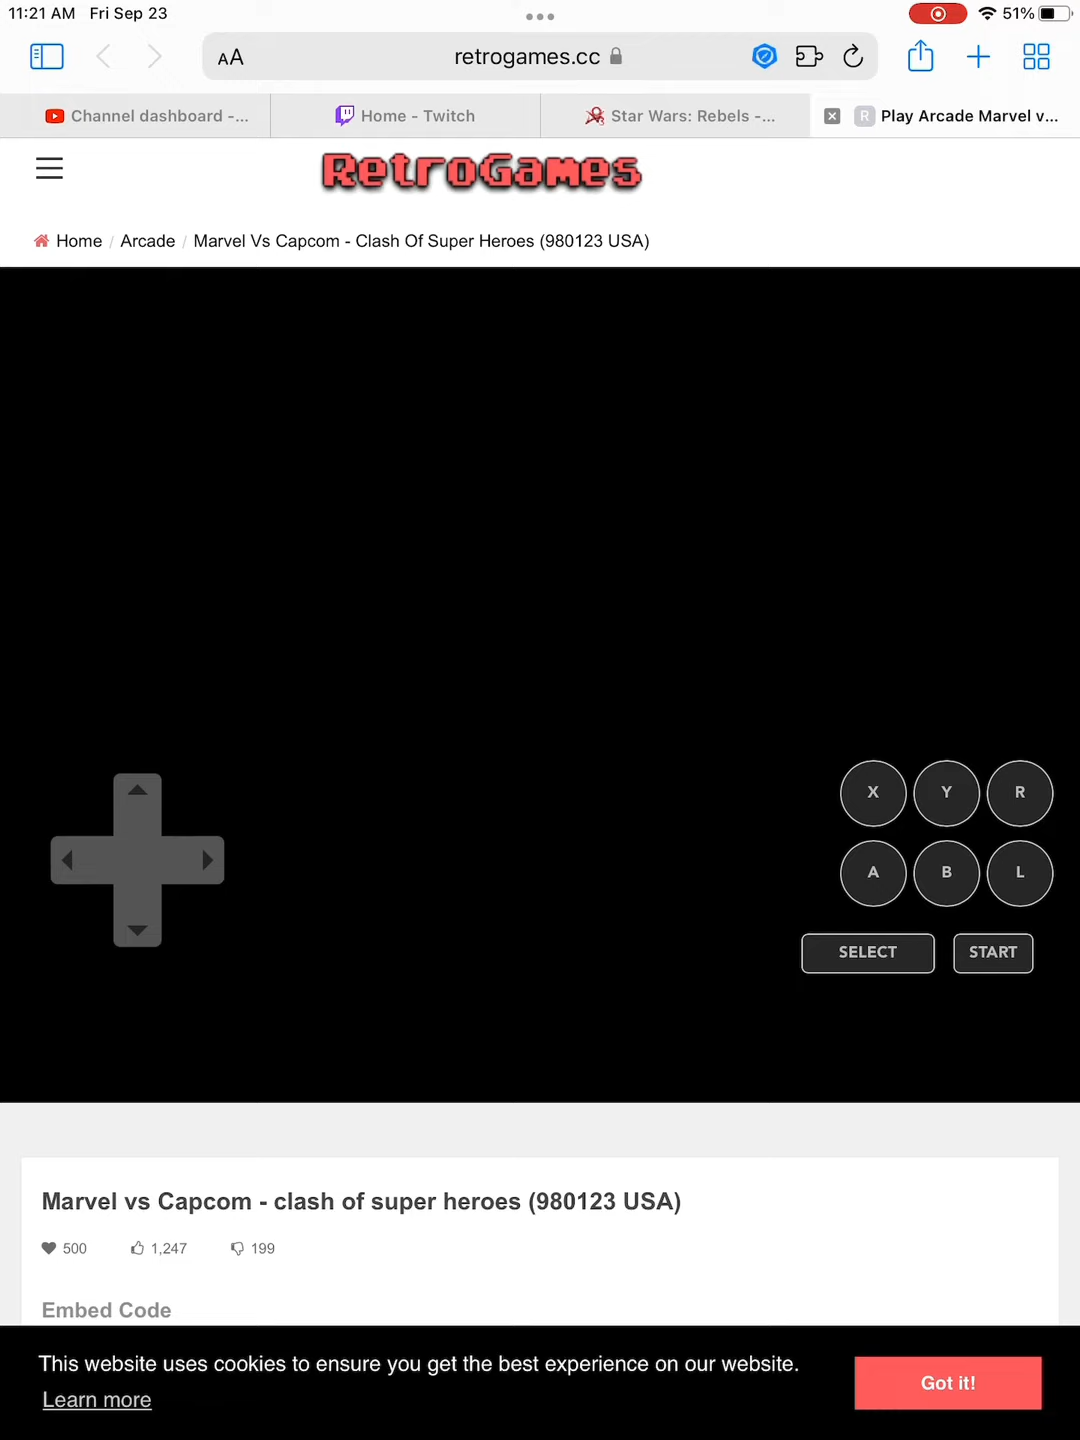 11:21 AM Fri Sep 23
51%
AA retrogames.cc
Channel dashboard -...
Home - Twitch
Star Wars: Rebels -...
R Play Arcade Marvel v...
RetroGames
Home / Arcade / Marvel Vs Capcom - Clash Of Super Heroes (980123 USA)
X Y R
A B L
SELECT START
Marvel vs Capcom - clash of super heroes (980123 USA)
500 1,247 199
Embed Code
This website uses cookies to ensure you get the best experience on our website.
Learn more
Got it!